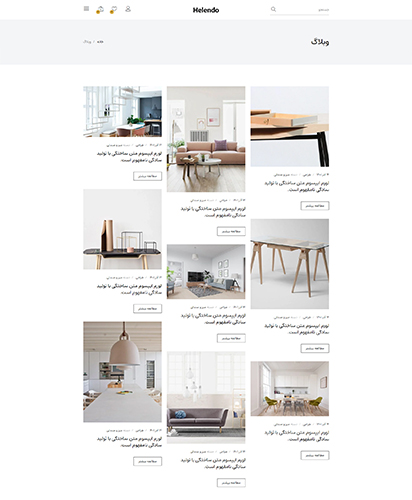 Helendo
جستجو
وبلاگ
خانه / وبلاگ
لورم ایپسوم متن ساختگی با تولید
سادگی نامفهوم است.
مطالعه بیشتر
لورم ایپسوم متن ساختگی با تولید
سادگی نامفهوم است.
مطالعه بیشتر
لورم ایپسوم متن ساختگی با تولید
سادگی نامفهوم است.
مطالعه بیشتر
لورم ایپسوم متن ساختگی با تولید
سادگی نامفهوم است.
مطالعه بیشتر
لورم ایپسوم متن ساختگی با تولید
سادگی نامفهوم است.
مطالعه بیشتر
لورم ایپسوم متن ساختگی با تولید
سادگی نامفهوم است.
مطالعه بیشتر
لورم ایپسوم متن ساختگی با تولید
سادگی نامفهوم است.
مطالعه بیشتر
لورم ایپسوم متن ساختگی با تولید
سادگی نامفهوم است.
مطالعه بیشتر
لورم ایپسوم متن ساختگی با تولید
سادگی نامفهوم است.
مطالعه بیشتر